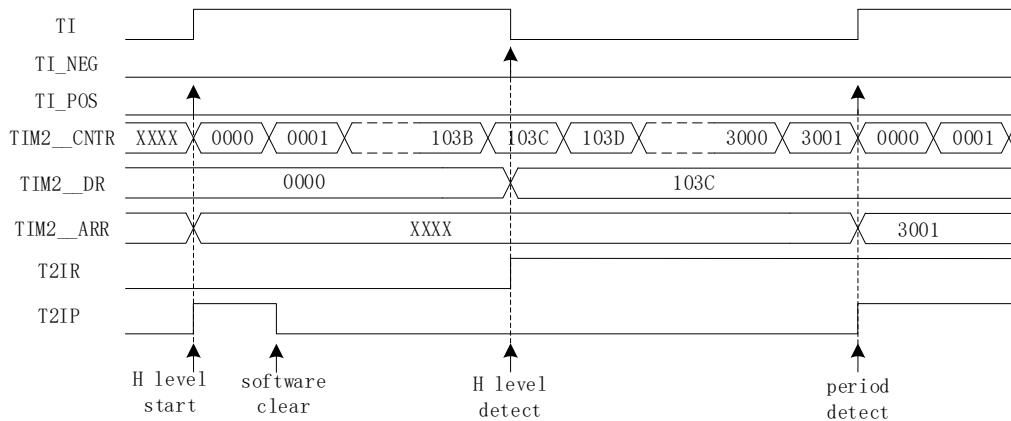 TI
TI_NEG
TI_POS
TIM2__CNTR XXXX 0000 0001 103B 103C 103D 3000 3001 0000 0001
TIM2__DR 0000 103C
TIM2__ARR XXXX 3001
T2IR
T2IP
H level start
software clear
H level detect
period detect